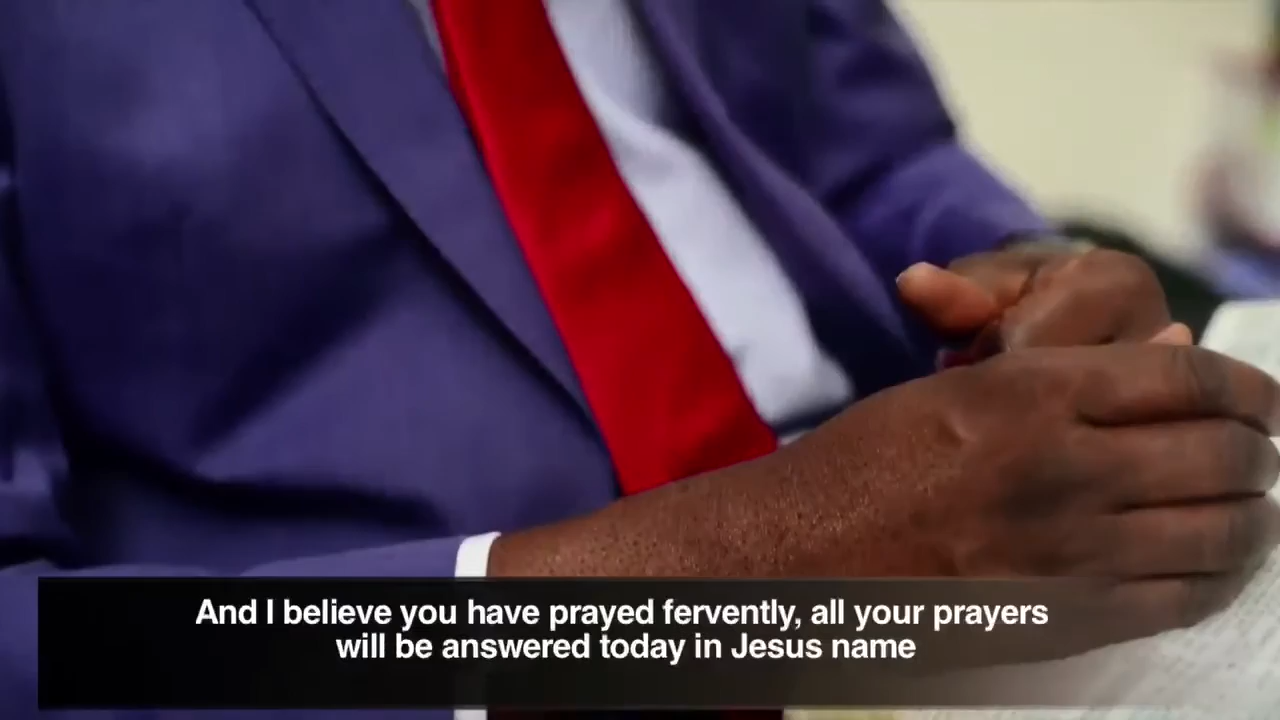 And I believe you have prayed fervently, all your prayers
will be answered today in Jesus name